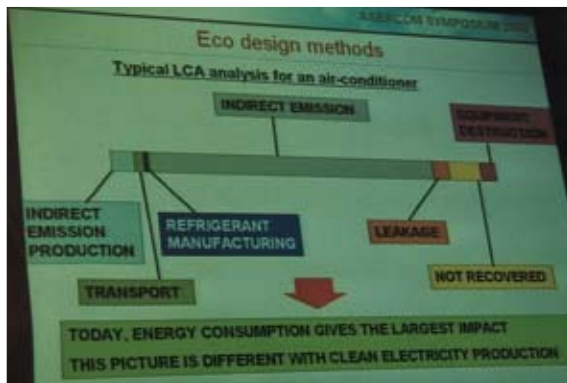 ASERCOM SYMPOSIUM
Eco design methods
Typical LCA analysis for an air-conditioner
INDIRECT EMISSION
EQUIPMENT
DESTRUCTION
INDIRECT
EMISSION
PRODUCTION
REFRIGERANT
MANUFACTURING
LEAKAGE
NOT RECOVERED
TRANSPORT
TODAY, ENERGY CONSUMPTION GIVES THE LARGEST IMPACT
THIS PICTURE IS DIFFERENT WITH CLEAN ELECTRICITY PRODUCTION